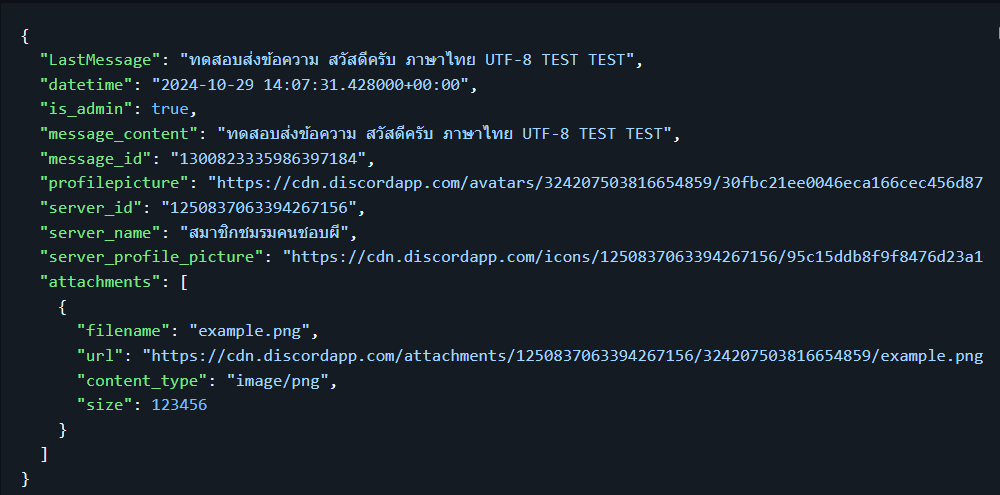 {
"LastMessage": "ทดสอบส่งข้อความ สวัสดีครับ ภาษาไทย UTF-8 TEST TEST",
"datetime": "2024-10-29 14:07:31.428000+00:00",
"is_admin": true,
"message_content": "ทดสอบส่งข้อความ สวัสดีครับ ภาษาไทย UTF-8 TEST TEST",
"message_id": "1300823335986397184",
"profilepicture": "https://cdn.discordapp.com/avatars/324207503816654859/30fbc21ee0046eca166cec456d87
"server_id": "1250837063394267156",
"server_name": "สมาชิกชมรมคนชอบผี",
"server_profile_picture": "https://cdn.discordapp.com/icons/1250837063394267156/95c15ddb8f9f8476d23a1
"attachments": [
{
"filename": "example.png",
"url": "https://cdn.discordapp.com/attachments/1250837063394267156/324207503816654859/example.png
"content_type": "image/png",
"size": 123456
}
]
}